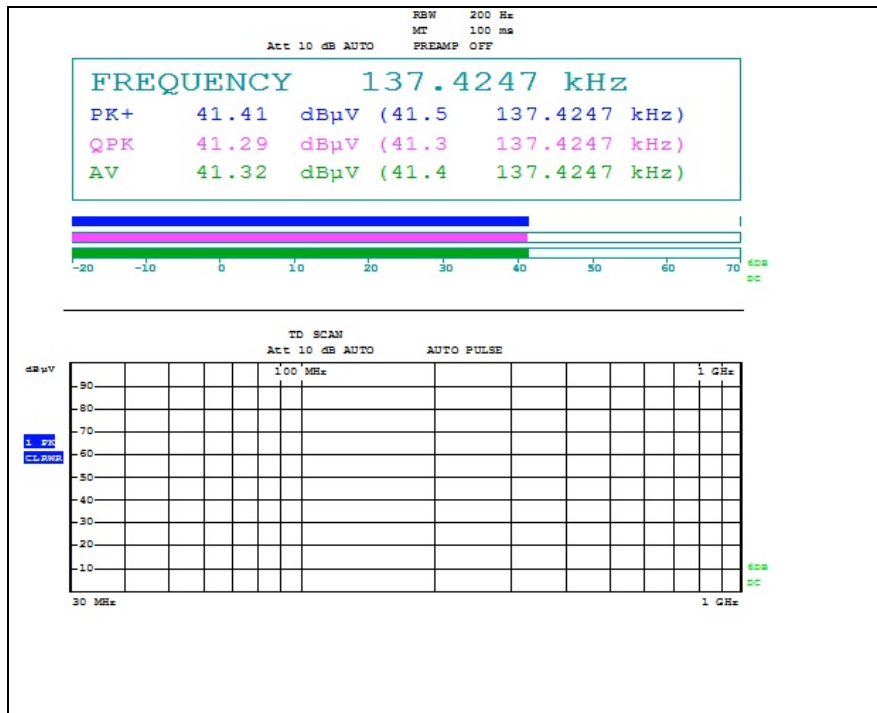 RBW 200 Hz
MT 100 ms
Att 10 dB AUTO PREAMP OFF
FREQUENCY 137.4247 kHz
PK+ 41.41 dBµV (41.5 137.4247 kHz)
QPK 41.29 dBµV (41.3 137.4247 kHz)
AV 41.32 dBµV (41.4 137.4247 kHz)
-20 -10 0 10 20 30 40 50 60 70
6DB
DC
TD SCAN
Att 10 dB AUTO AUTO PULSE
dBµV
100 MHz 1 GHz
90
80
70
1 PK
60
CLRWR
50
40
30
20
10
6DB
DC
30 MHz 1 GHz